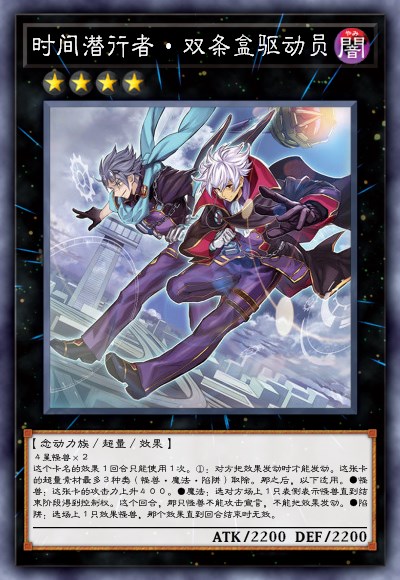 时间潜行者·双条盒驱动员
闇
やみ
【念动力族／超量／效果】
４星怪兽×２
这个卡名的效果１回合只能使用１次。①：对方把效果发动时才能发动。这张卡
的超量素材最多３种类（怪兽·魔法·陷阱）取除。那之后，以下适用。●怪
兽：这张卡的攻击力上升４００。●魔法：选对方场上１只表侧表示怪兽直到结
束阶段得到控制权。这个回合，那只怪兽不能攻击宣言，不能把效果发动。●陷
阱：选场上１只效果怪兽，那个效果直到回合结束时无效。
ATK/2200 DEF/2200